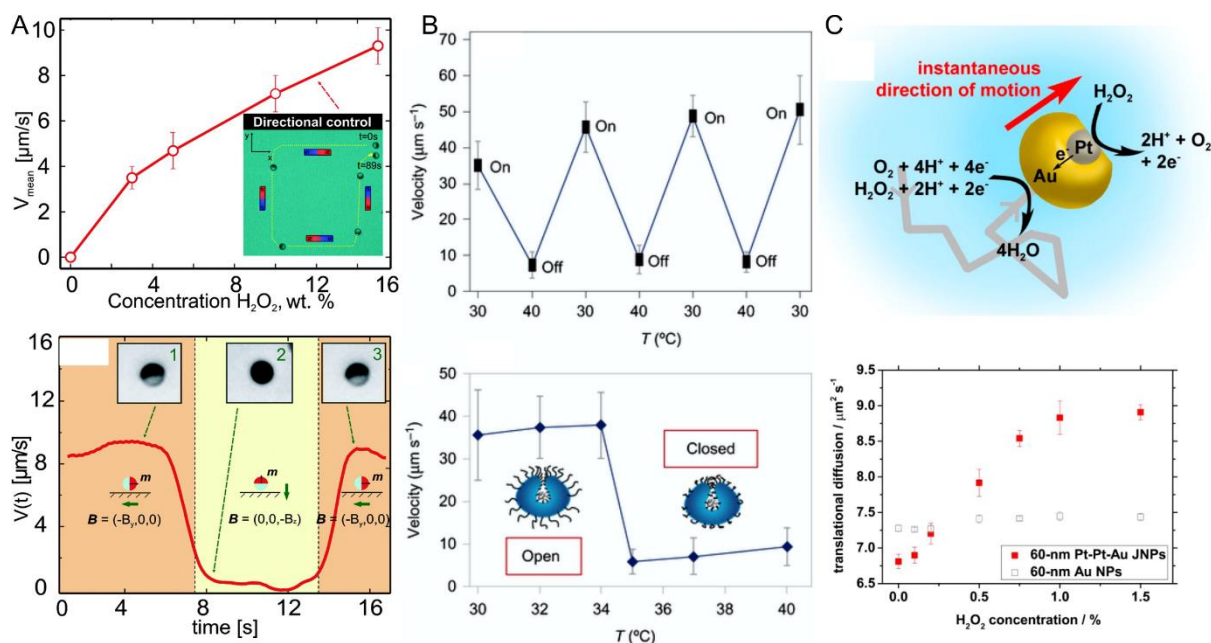 A
V_mean [µm/s]
10
8
6
4
2
0
0
4
8
12
16
Concentration H₂O₂, wt. %
Directional control
y
x
t=0s
t=89s
V(t) [µm/s]
16
12
8
4
0
0
4
8
12
16
time [s]
1
2
3
m
m
m
B = (-Bᵧ,0,0)
B = (0,0,-B_z)
B = (-Bᵧ,0,0)
B
Velocity (µm s⁻¹)
70
60
50
40
30
20
10
0
On
Off
On
Off
On
Off
On
30
40
30
40
30
40
30
T (ºC)
Velocity (µm s⁻¹)
50
40
30
20
10
0
Open
Closed
30
32
34
36
38
40
T (ºC)
C
instantaneous
direction of motion
H₂O₂
2H⁺ + O₂
+ 2e⁻
Pt
e⁻
Au
O₂ + 4H⁺ + 4e⁻
H₂O₂ + 2H⁺ + 2e⁻
4H₂O
translational diffusion / µm² s⁻¹
9.5
9.0
8.5
8.0
7.5
7.0
6.5
60-nm Pt-Pt-Au JNPs
60-nm Au NPs
0.0
0.5
1.0
1.5
H₂O₂ concentration / %